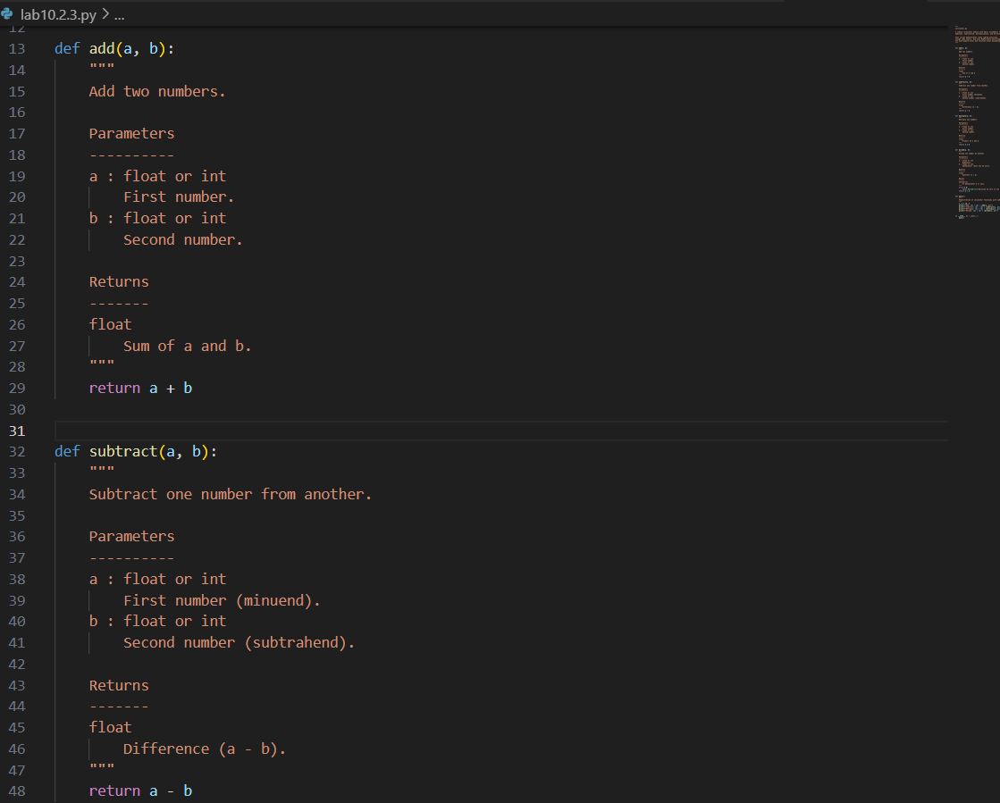 lab10.2.3.py > ...
12
13 def add(a, b):
14     """
15     Add two numbers.
16
17     Parameters
18     ----------
19     a : float or int
20         First number.
21     b : float or int
22         Second number.
23
24     Returns
25     -------
26     float
27         Sum of a and b.
28     """
29     return a + b
30
31
32 def subtract(a, b):
33     """
34     Subtract one number from another.
35
36     Parameters
37     ----------
38     a : float or int
39         First number (minuend).
40     b : float or int
41         Second number (subtrahend).
42
43     Returns
44     -------
45     float
46         Difference (a - b).
47     """
48     return a - b